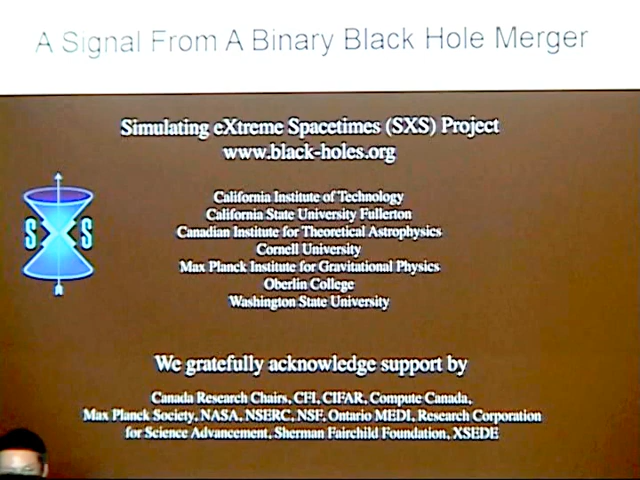 A Signal From A Binary Black Hole Merger
Simulating eXtreme Spacetimes (SXS) Project
www.black-holes.org
California Institute of Technology
California State University Fullerton
Canadian Institute for Theoretical Astrophysics
Cornell University
Max Planck Institute for Gravitational Physics
Oberlin College
Washington State University
S S
We gratefully acknowledge support by
Canada Research Chairs, CFI, CIFAR, Compute Canada,
Max Planck Society, NASA, NSERC, NSF, Ontario MEDI, Research Corporation
for Science Advancement, Sherman Fairchild Foundation, XSEDE